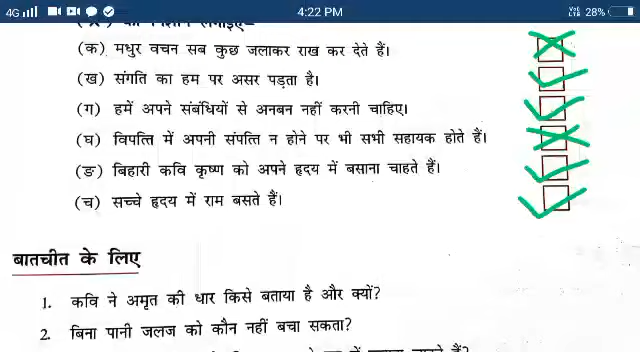 4G 4:22 PM VoLTE 28%
(क) मधुर वचन सब कुछ जलाकर राख कर देते हैं।
(ख) संगति का हम पर असर पड़ता है।
(ग) हमें अपने संबंधियों से अनबन नहीं करनी चाहिए।
(घ) विपत्ति में अपनी संपत्ति न होने पर भी सभी सहायक होते हैं।
(ङ) बिहारी कवि कृष्ण को अपने हृदय में बसाना चाहते हैं।
(च) सच्चे हृदय में राम बसते हैं।
बातचीत के लिए
1. कवि ने अमृत की धार किसे बताया है और क्यों?
2. बिना पानी जलज को कौन नहीं बचा सकता?